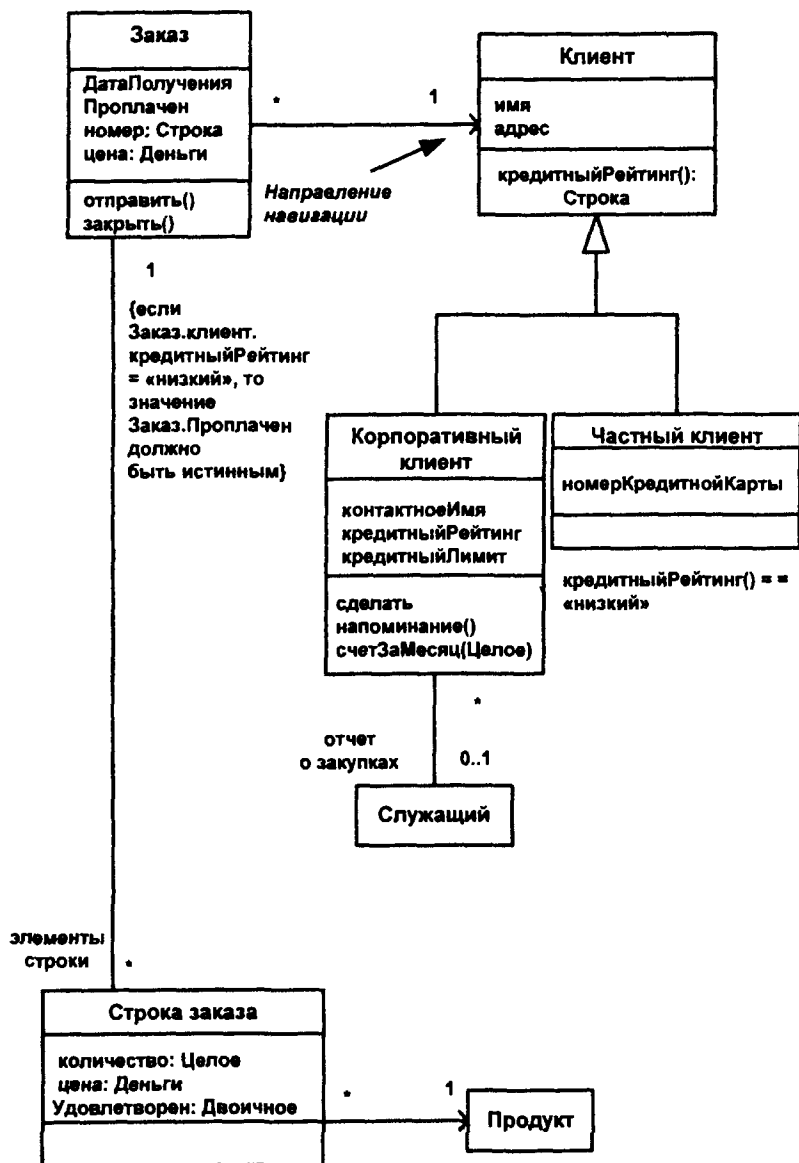 Заказ
ДатаПолучения
Проплачен
номер: Строка
цена: Деньги
отправить()
закрыть()
*
1
Направление
навигации
Клиент
имя
адрес
кредитныйРейтинг():
Строка
1
{если
Заказ.клиент.
кредитныйРейтинг
= «низкий», то
значение
Заказ.Проплачен
должно
быть истинным}
Корпоративный
клиент
контактноеИмя
кредитныйРейтинг
кредитныйЛимит
сделать
напоминание()
счетЗаМесяц(Целое)
Частный клиент
номерКредитнойКарты
кредитныйРейтинг() = =
«низкий»
*
отчет
о закупках
0..1
Служащий
элементы
строки
*
Строка заказа
количество: Целое
цена: Деньги
Удовлетворен: Двоичное
*
1
Продукт